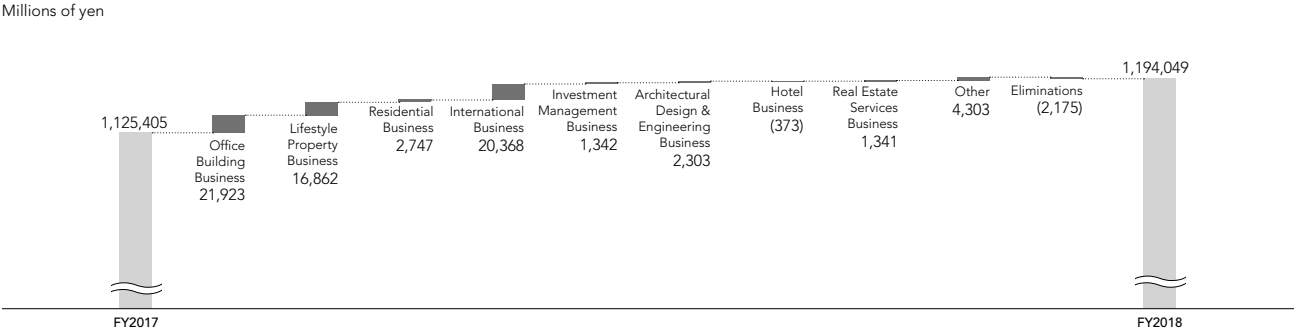 Millions of yen
1,125,405
Office
Building
Business
21,923
Lifestyle
Property
Business
16,862
Residential
Business
2,747
International
Business
20,368
Investment
Management
Business
1,342
Architectural
Design &
Engineering
Business
2,303
Hotel
Business
(373)
Real Estate
Services
Business
1,341
Other
4,303
Eliminations
(2,175)
1,194,049
FY2017
FY2018